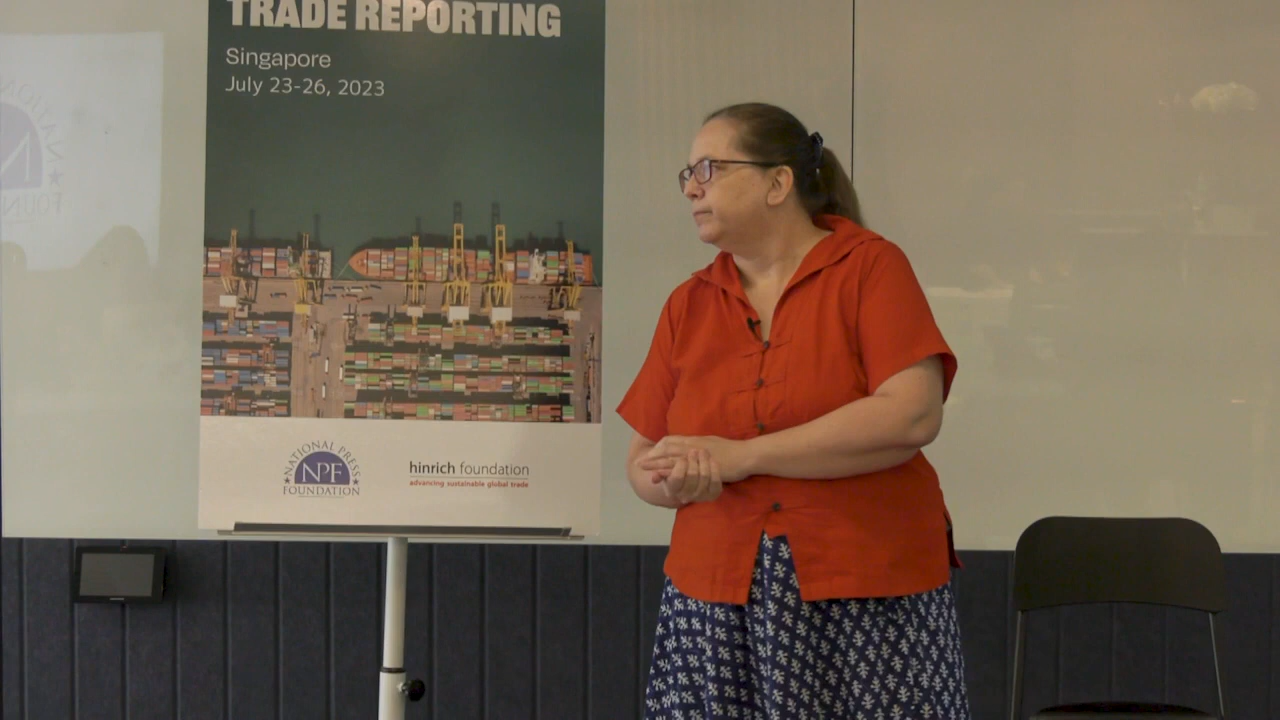 TRADE REPORTING
Singapore
July 23-26, 2023
NATIONAL PRESS
NPF
FOUNDATION
hinrich foundation
advancing sustainable global trade